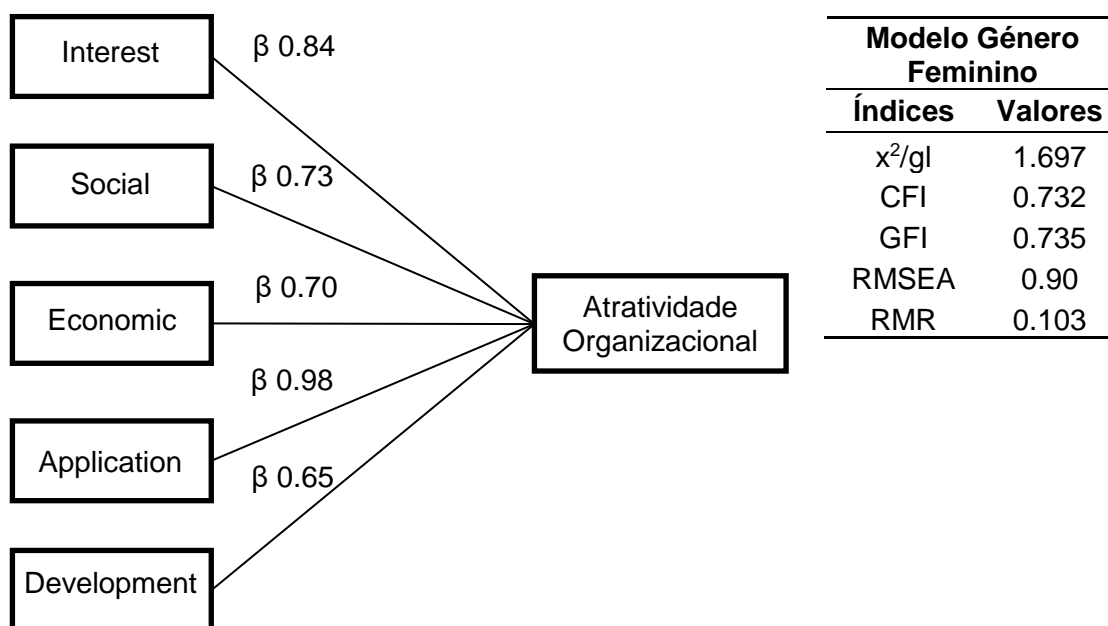 Interest
β 0.84
Social
β 0.73
Economic
β 0.70
Application
β 0.98
Development
β 0.65
Atratividade
Organizacional
Modelo Género
Feminino
Índices Valores
x²/gl 1.697
CFI 0.732
GFI 0.735
RMSEA 0.90
RMR 0.103